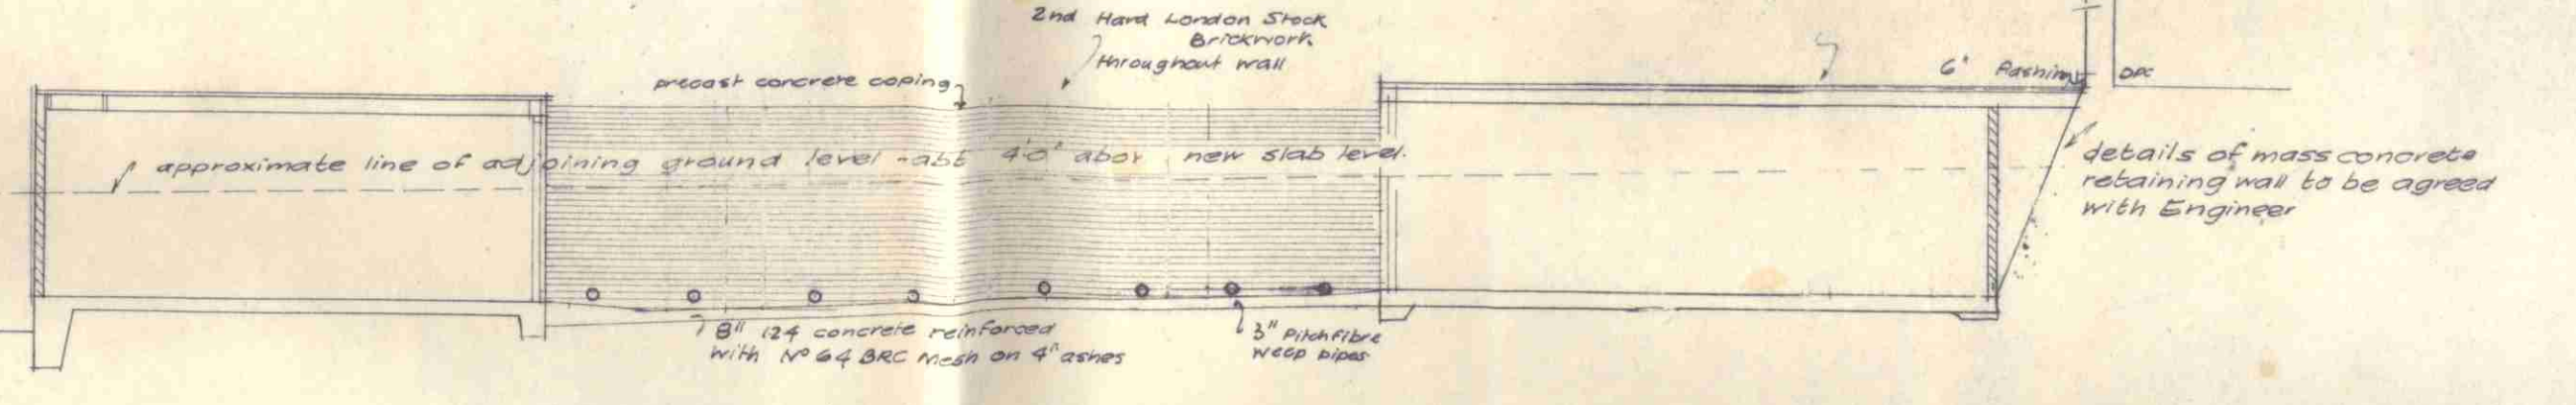 2nd Hard London Stock
Brickwork
throughout wall
precast concrete coping
6" flashing
DPC
approximate line of adjoining ground level - abt 4'0" abov new slab level.
details of mass concrete
retaining wall to be agreed
with Engineer
8" 124 concrete reinforced
with No 64 BRC mesh on 4" ashes
3" Pitchfibre
weep pipes